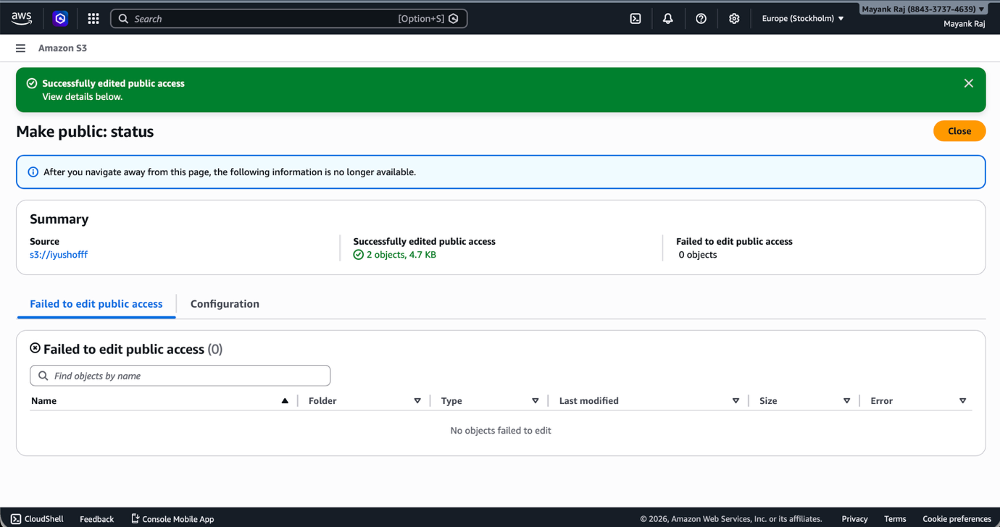 aws
Search [Option+S]
Europe (Stockholm) ▼
Mayank Raj (8843-3737-4639) ▼
Mayank Raj
Amazon S3
Successfully edited public access
View details below.
Make public: status
Close
After you navigate away from this page, the following information is no longer available.
Summary
Source
s3://iyushofff
Successfully edited public access
2 objects, 4.7 KB
Failed to edit public access
0 objects
Failed to edit public access
Configuration
Failed to edit public access (0)
Find objects by name
Name Folder Type Last modified Size Error
No objects failed to edit
CloudShell Feedback Console Mobile App © 2026, Amazon Web Services, Inc. or its affiliates. Privacy Terms Cookie preferences